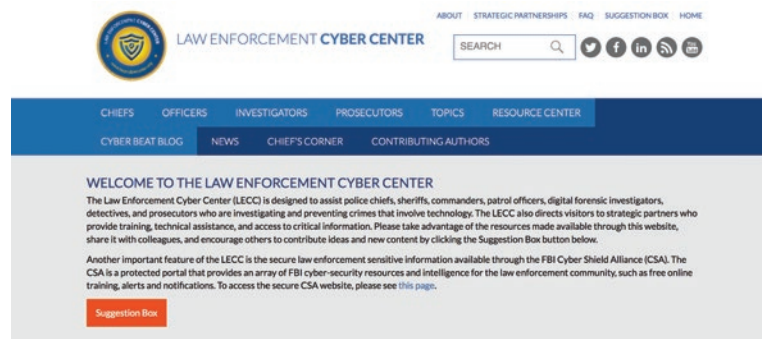 ABOUT STRATEGIC PARTNERSHIPS FAQ SUGGESTION BOX HOME
LAW ENFORCEMENT CYBER CENTER
SEARCH
CHIEFS OFFICERS INVESTIGATORS PROSECUTORS TOPICS RESOURCE CENTER
CYBER BEAT BLOG NEWS CHIEF'S CORNER CONTRIBUTING AUTHORS
WELCOME TO THE LAW ENFORCEMENT CYBER CENTER
The Law Enforcement Cyber Center (LECC) is designed to assist police chiefs, sheriffs, commanders, patrol officers, digital forensic investigators,
detectives, and prosecutors who are investigating and preventing crimes that involve technology. The LECC also directs visitors to strategic partners who
provide training, technical assistance, and access to critical information. Please take advantage of the resources made available through this website,
share it with colleagues, and encourage others to contribute ideas and new content by clicking the Suggestion Box button below.
Another important feature of the LECC is the secure law enforcement sensitive information available through the FBI Cyber Shield Alliance (CSA). The
CSA is a protected portal that provides an array of FBI cyber-security resources and intelligence for the law enforcement community, such as free online
training, alerts and notifications. To access the secure CSA website, please see this page.
Suggestion Box